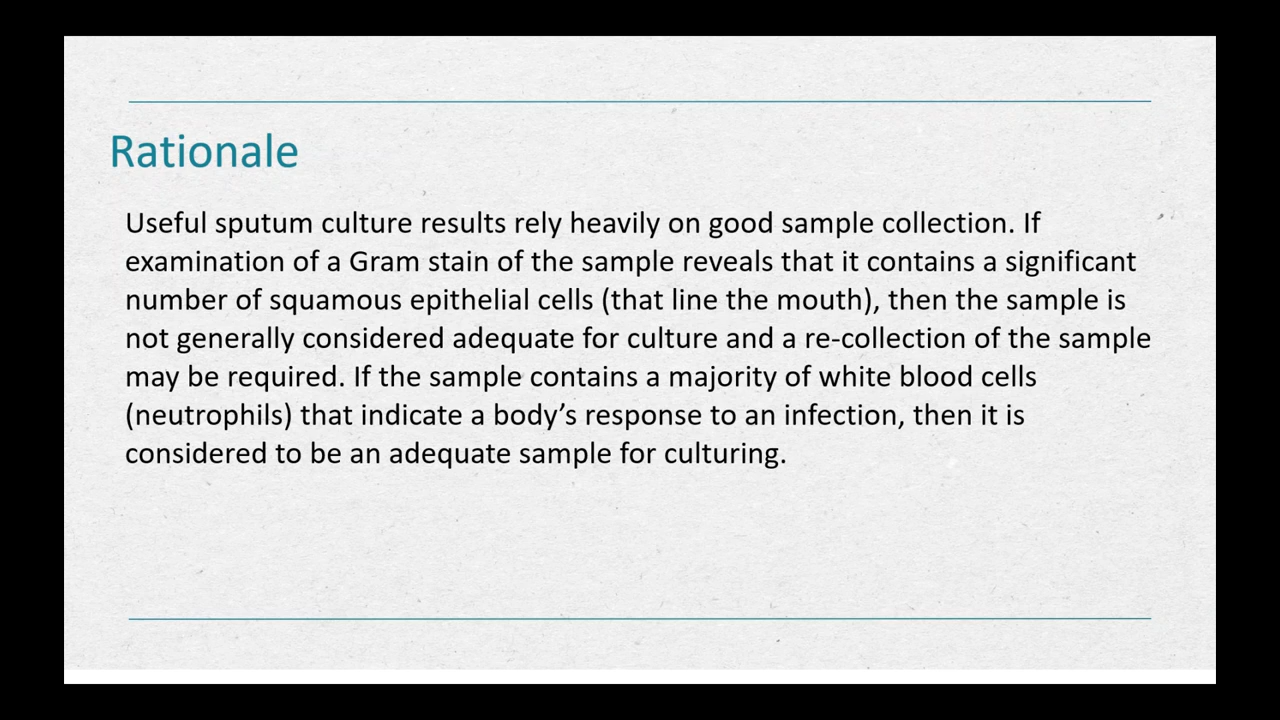 Rationale
Useful sputum culture results rely heavily on good sample collection. If
examination of a Gram stain of the sample reveals that it contains a significant
number of squamous epithelial cells (that line the mouth), then the sample is
not generally considered adequate for culture and a re-collection of the sample
may be required. If the sample contains a majority of white blood cells
(neutrophils) that indicate a body’s response to an infection, then it is
considered to be an adequate sample for culturing.